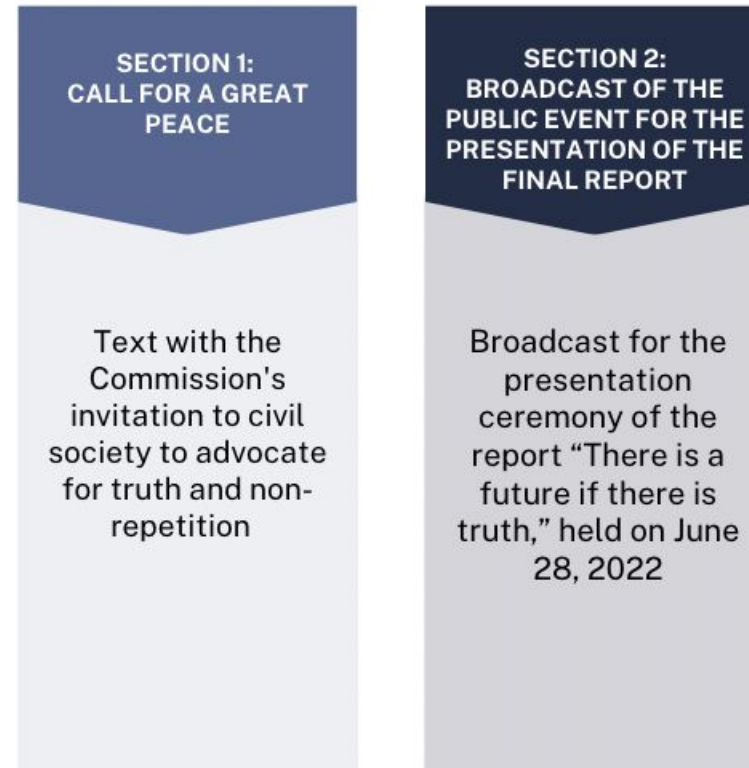 SECTION 1:
CALL FOR A GREAT
PEACE
Text with the
Commission's
invitation to civil
society to advocate
for truth and non-
repetition
SECTION 2:
BROADCAST OF THE
PUBLIC EVENT FOR THE
PRESENTATION OF THE
FINAL REPORT
Broadcast for the
presentation
ceremony of the
report “There is a
future if there is
truth,” held on June
28, 2022